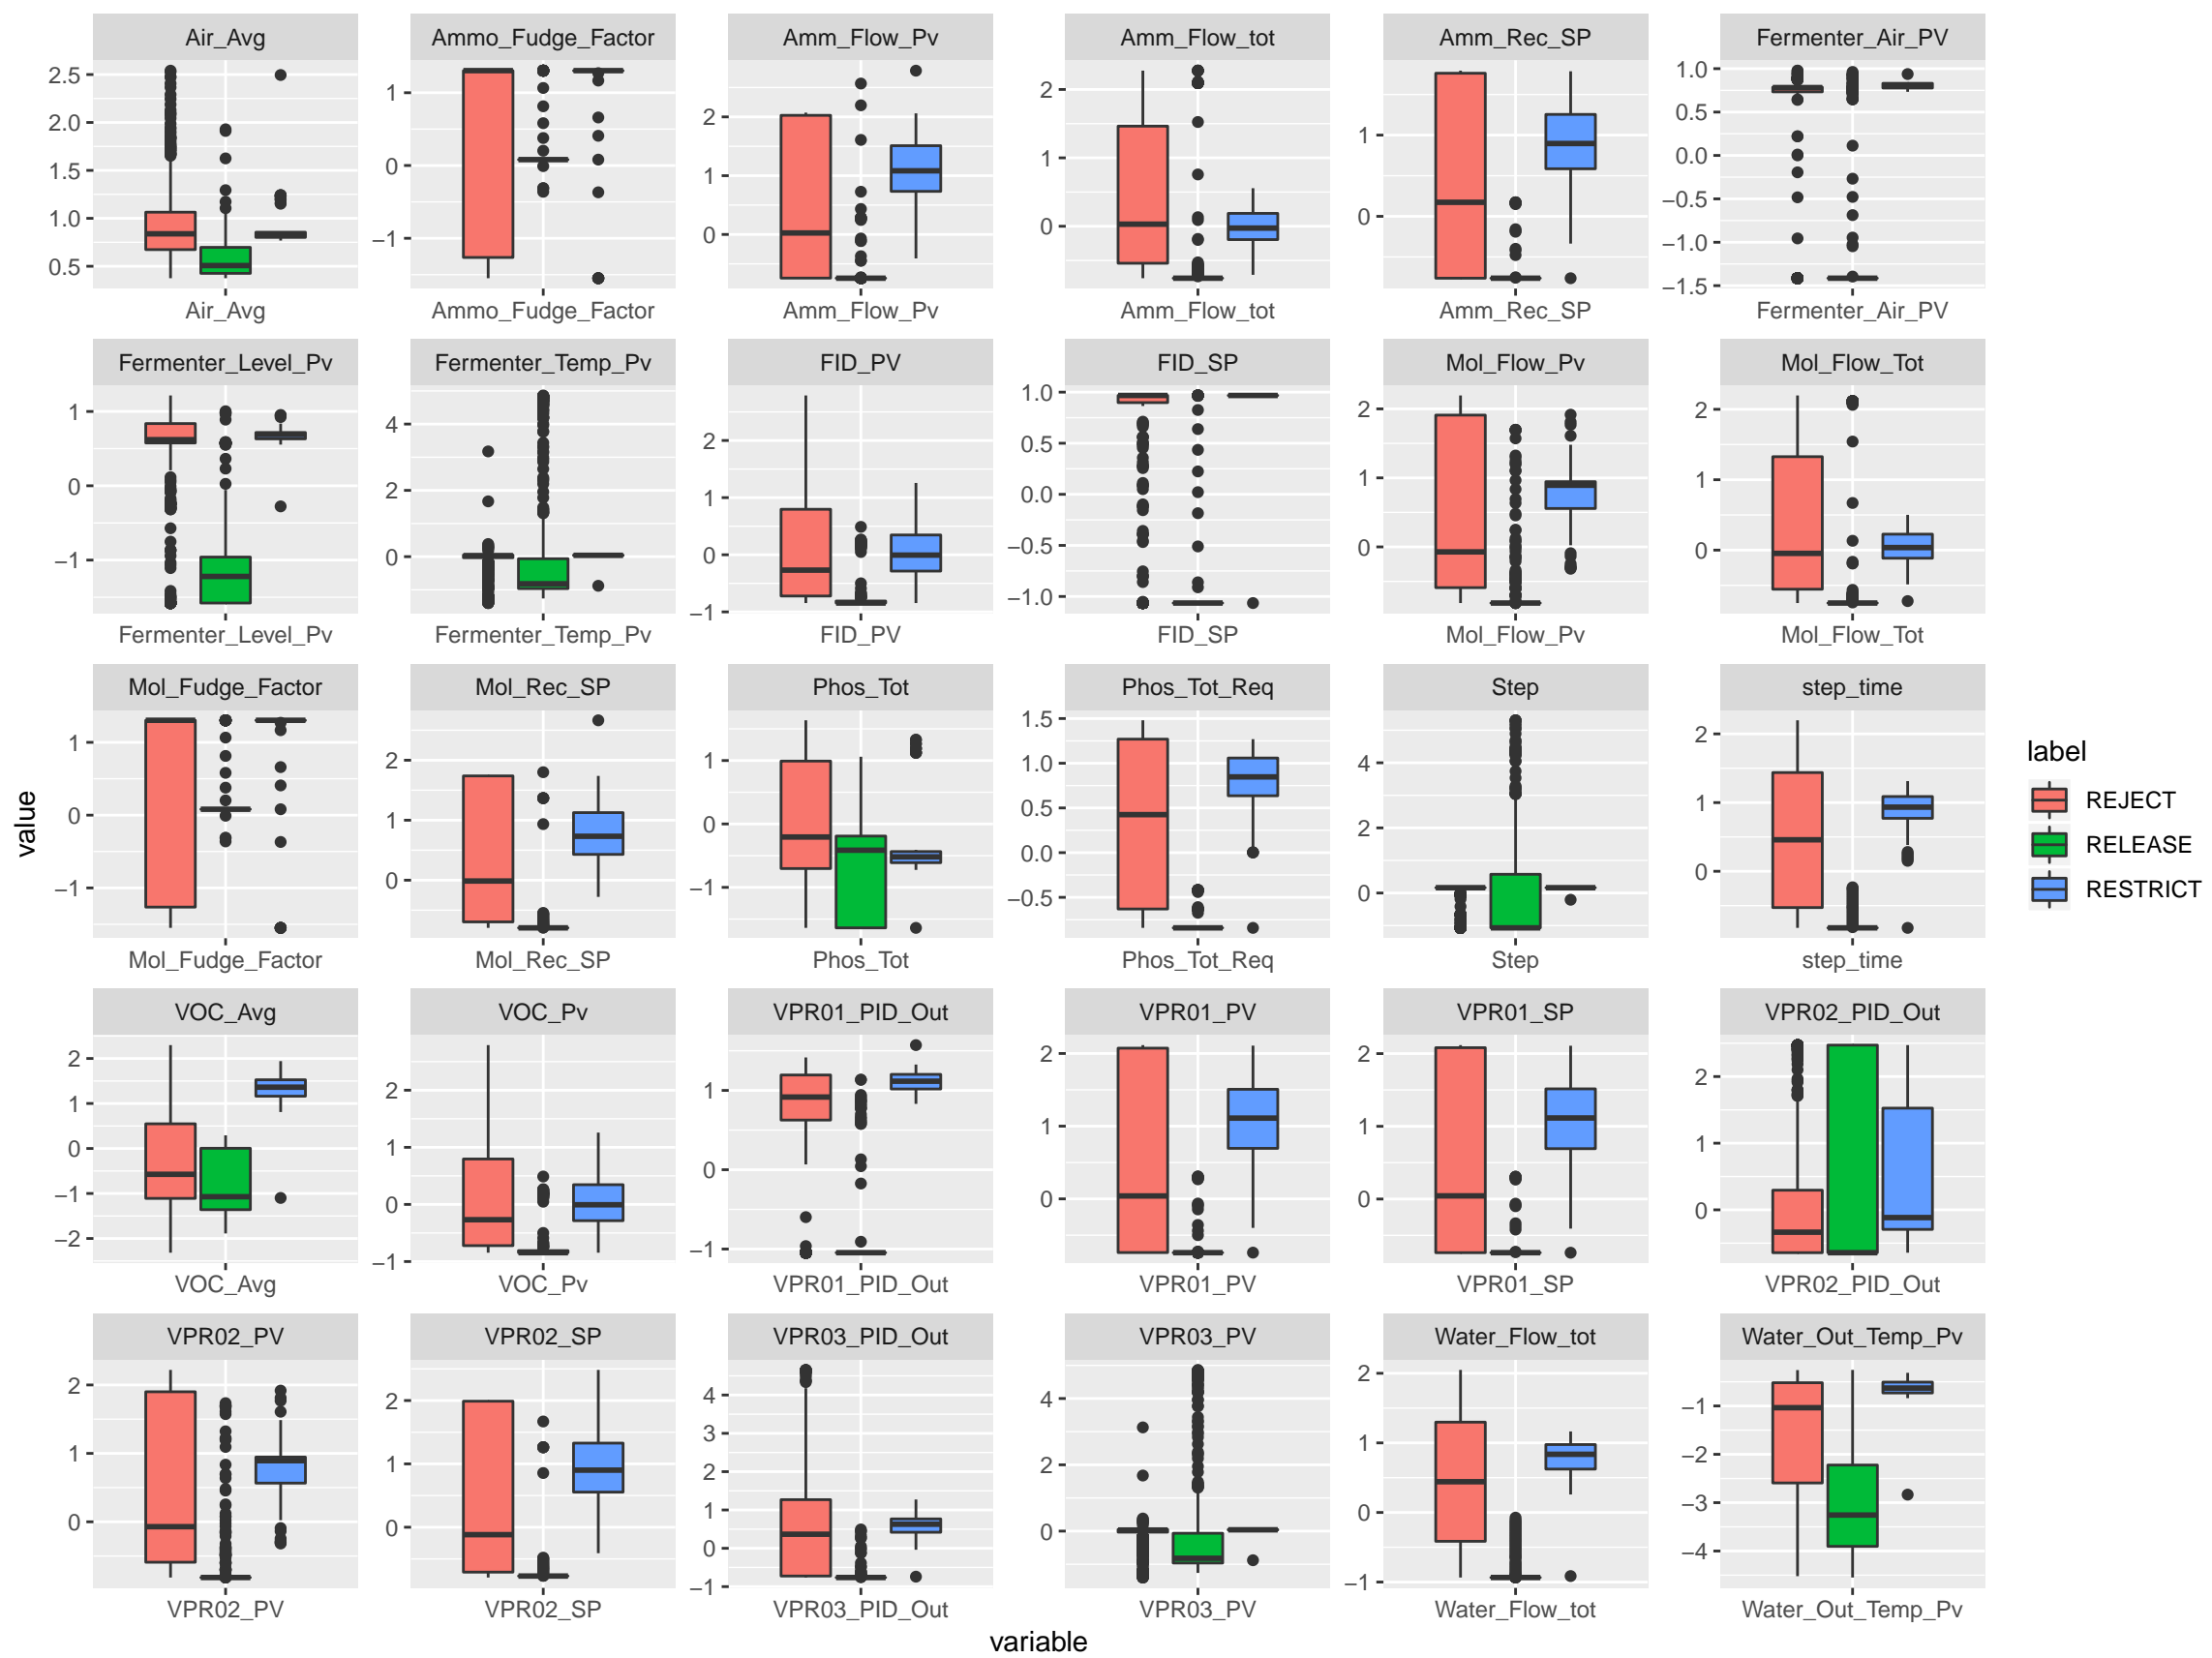 Air_Avg Ammo_Fudge_Factor Amm_Flow_Pv Amm_Flow_tot Amm_Rec_SP Fermenter_Air_PV
2.5 2.0 1.5 1.0 0.5
1 0 −1
2 1 0
2 1 0
1 0
1.0 0.5 0.0 −0.5 −1.0 −1.5
Air_Avg Ammo_Fudge_Factor Amm_Flow_Pv Amm_Flow_tot Amm_Rec_SP Fermenter_Air_PV
Fermenter_Level_Pv Fermenter_Temp_Pv FID_PV FID_SP Mol_Flow_Pv Mol_Flow_Tot
1 0 −1
4 2 0
2 1 0 −1
1.0 0.5 0.0 −0.5 −1.0
2 1 0
2 1 0
Fermenter_Level_Pv Fermenter_Temp_Pv FID_PV FID_SP Mol_Flow_Pv Mol_Flow_Tot
Mol_Fudge_Factor Mol_Rec_SP Phos_Tot Phos_Tot_Req Step step_time
1 0 −1
2 1 0
1 0 −1
1.5 1.0 0.5 0.0 −0.5
4 2 0
2 1 0
Mol_Fudge_Factor Mol_Rec_SP Phos_Tot Phos_Tot_Req Step step_time
VOC_Avg VOC_Pv VPR01_PID_Out VPR01_PV VPR01_SP VPR02_PID_Out
2 1 0 −1 −2
2 1 0 −1
1 0 −1
2 1 0
2 1 0
2 1 0
VOC_Avg VOC_Pv VPR01_PID_Out VPR01_PV VPR01_SP VPR02_PID_Out
VPR02_PV VPR02_SP VPR03_PID_Out VPR03_PV Water_Flow_tot Water_Out_Temp_Pv
2 1 0
2 1 0
4 3 2 1 0 −1
4 2 0
2 1 0 −1
−1 −2 −3 −4
VPR02_PV VPR02_SP VPR03_PID_Out VPR03_PV Water_Flow_tot Water_Out_Temp_Pv
variable
value
label
REJECT
RELEASE
RESTRICT